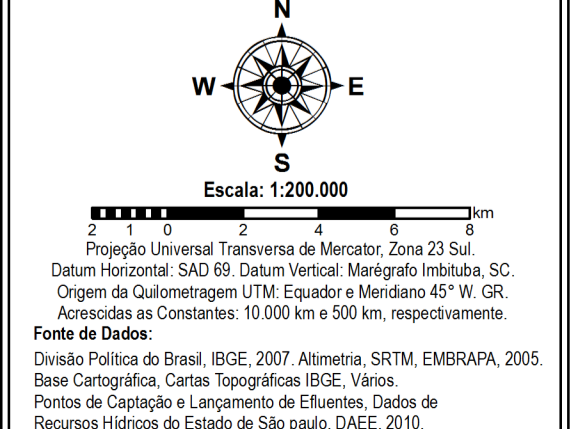 N
W E
S
Escala: 1:200.000
km
2 1 0 2 4 6 8
Projeção Universal Transversa de Mercator, Zona 23 Sul.
Datum Horizontal: SAD 69. Datum Vertical: Marégrafo Imbituba, SC.
Origem da Quilometragem UTM: Equador e Meridiano 45° W. GR.
Acrescidas as Constantes: 10.000 km e 500 km, respectivamente.
Fonte de Dados:
Divisão Política do Brasil, IBGE, 2007. Altimetria, SRTM, EMBRAPA, 2005.
Base Cartográfica, Cartas Topográficas IBGE, Vários.
Pontos de Captação e Lançamento de Efluentes, Dados de
Recursos Hídricos do Estado de São paulo, DAEE, 2010.